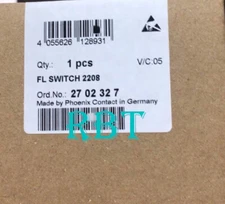 4 055626 128931
Qty.: 1 pcs V/C:05
FL SWITCH 2208
Ord.No.: 27 02 32 7
Made by Phoenix Contact in Germany
RBT